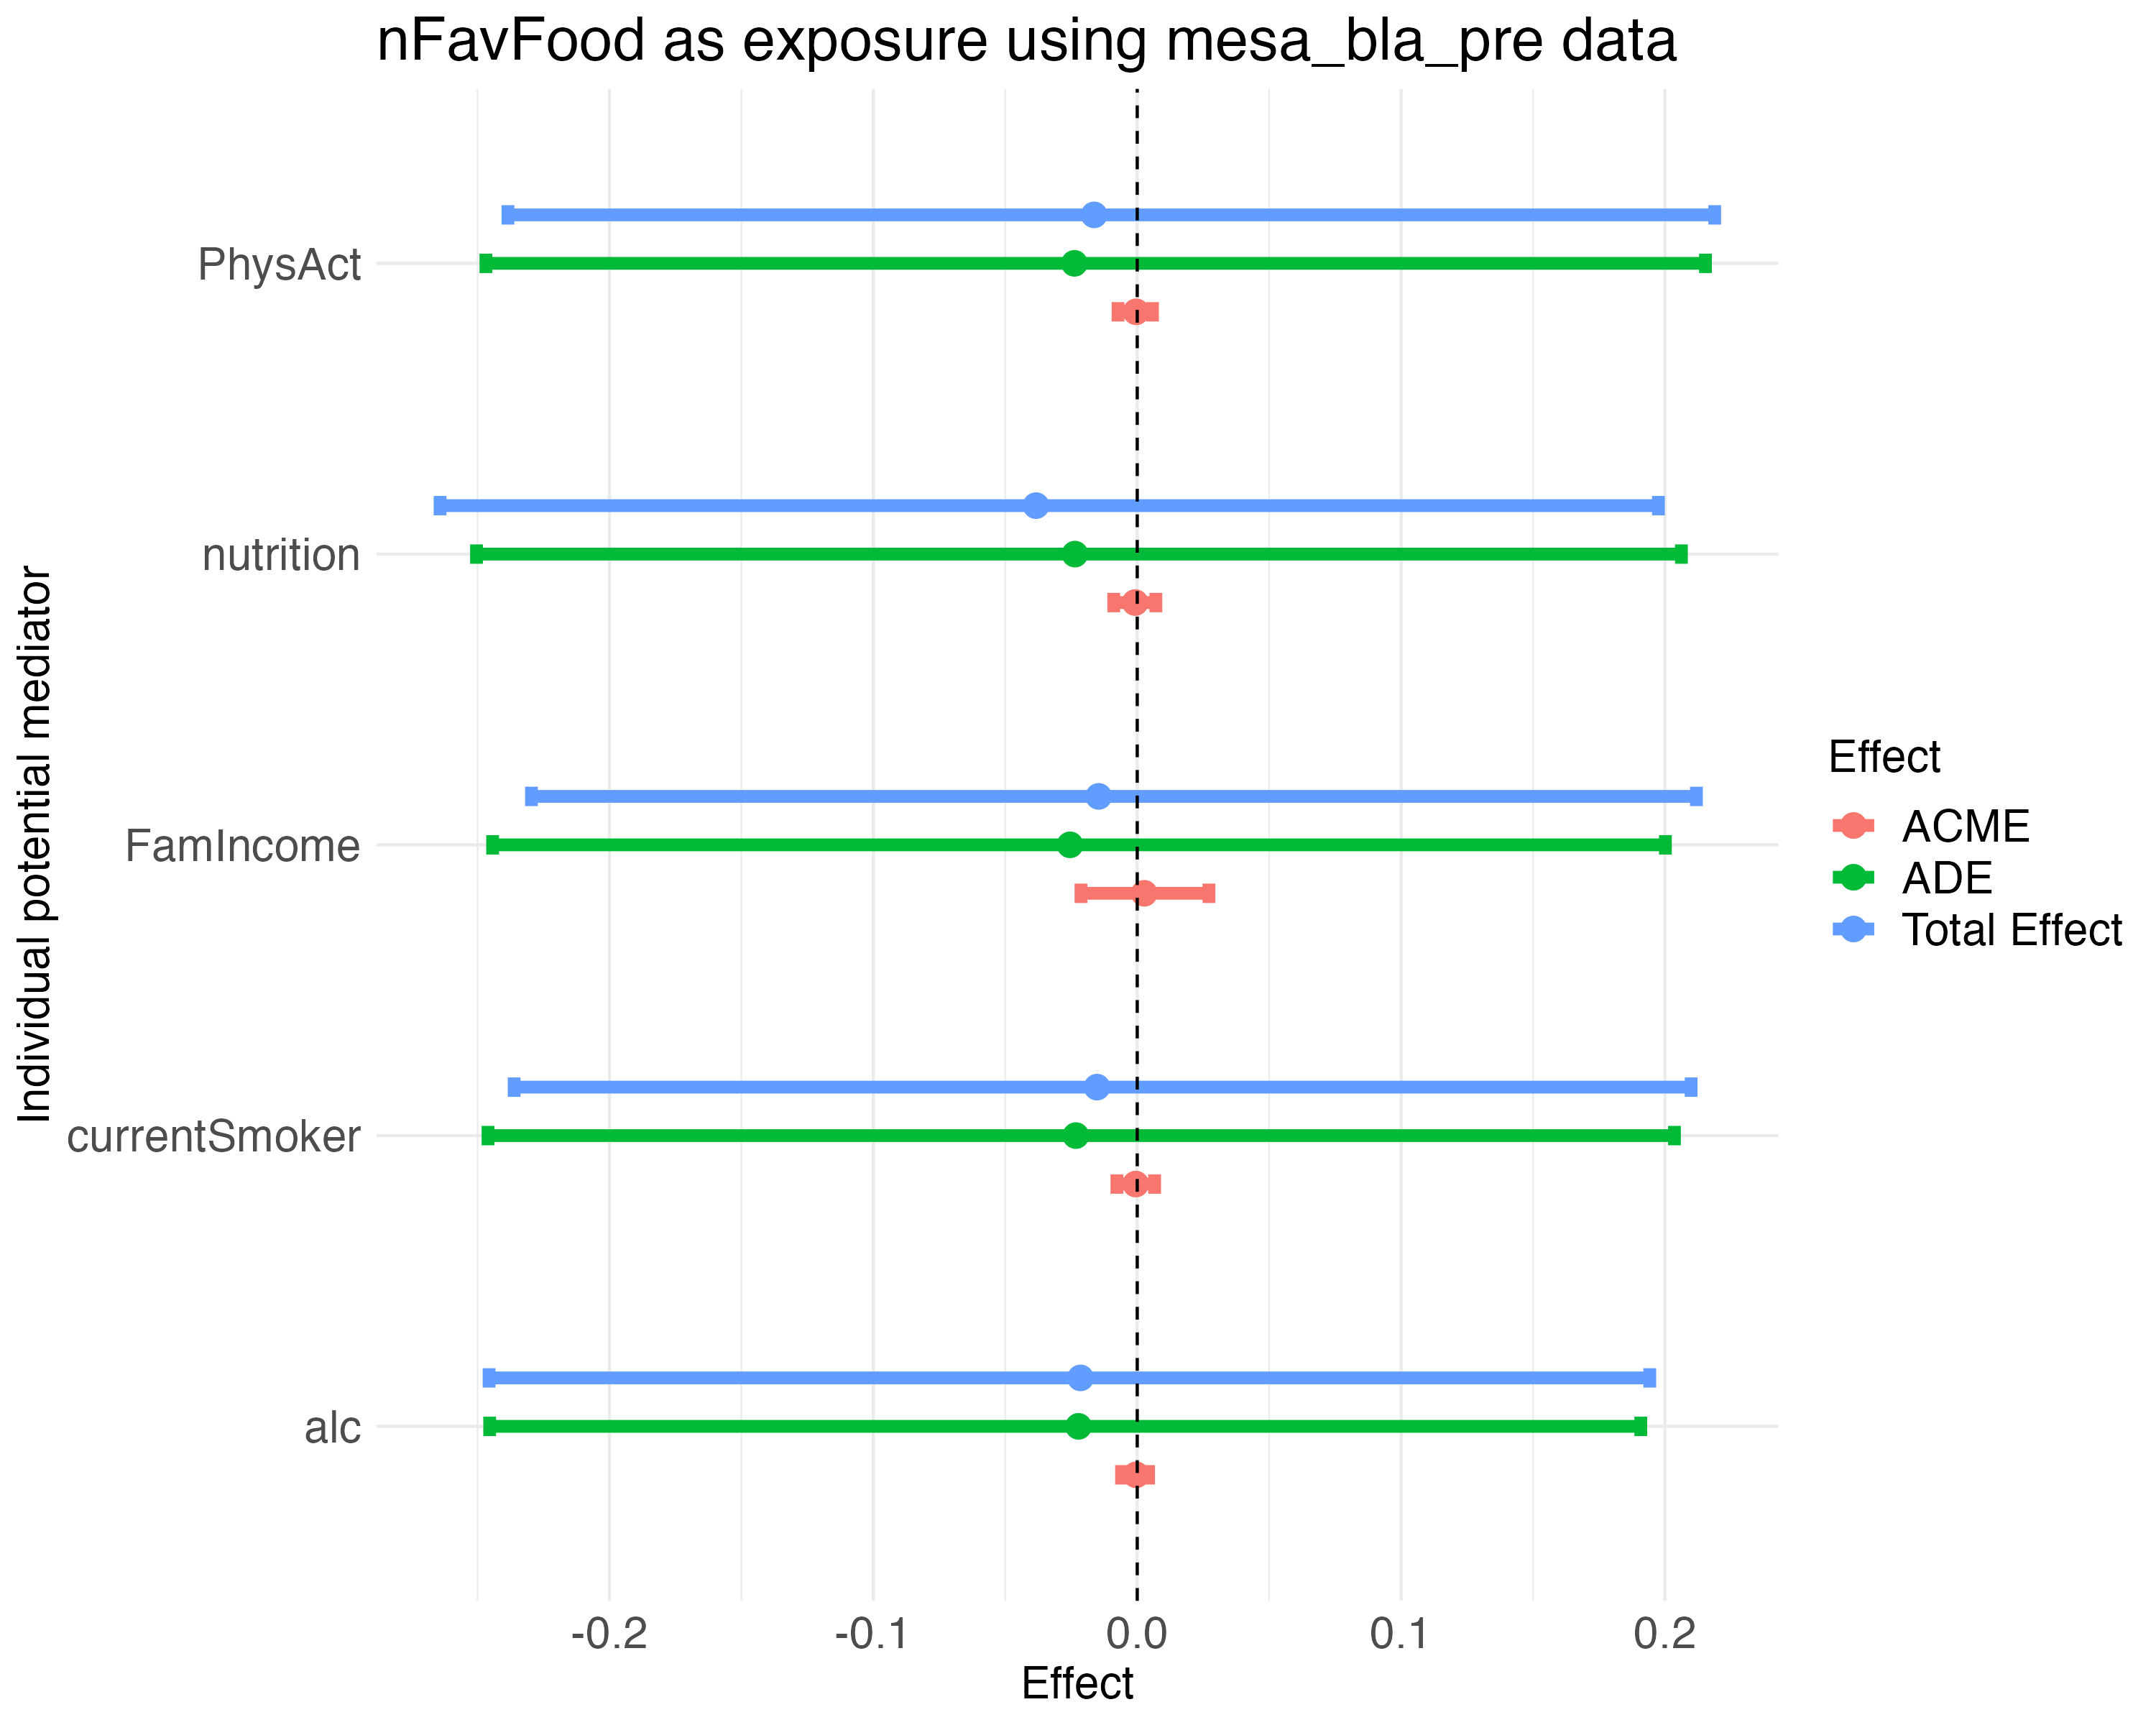 nFavFood as exposure using mesa_bla_pre data
Individual potential mediator
PhysAct
nutrition
FamIncome
currentSmoker
alc
-0.2
-0.1
0.0
0.1
0.2
Effect
Effect
ACME
ADE
Total Effect